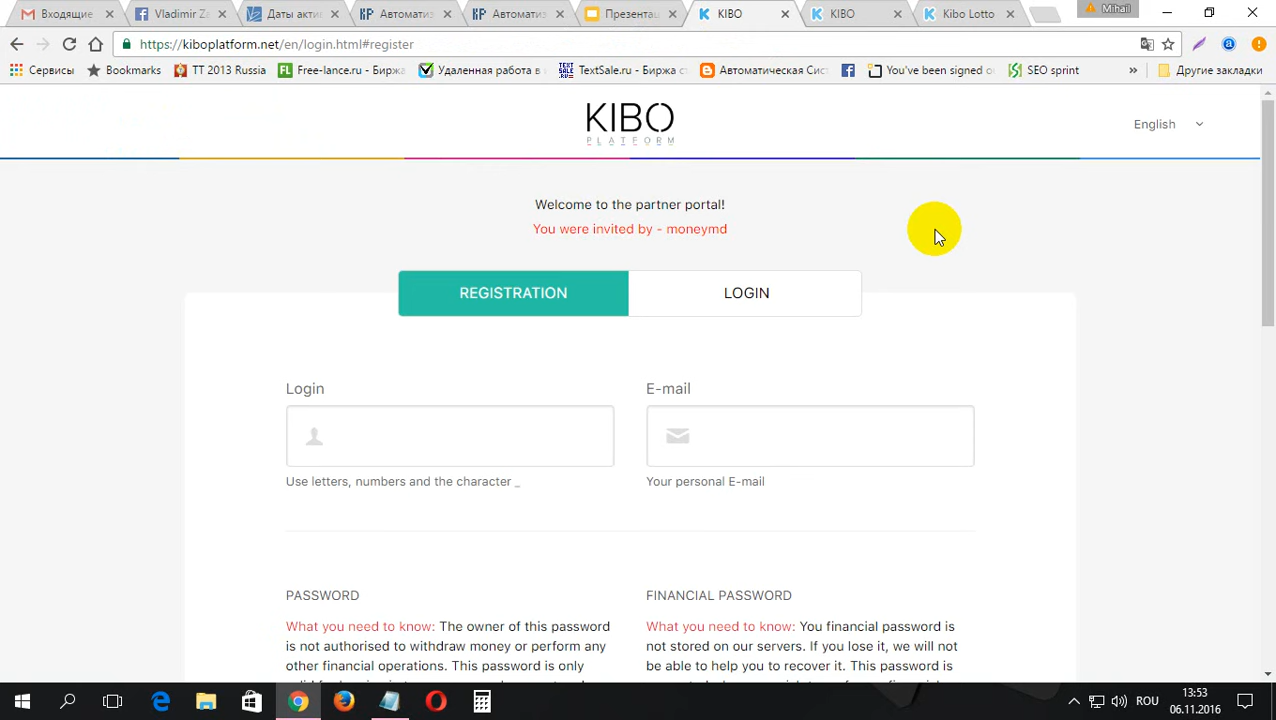 Входящие
Vladimir Z
Даты акти
Автоматиз
Автоматиз
Презентац
KIBO
KIBO
Kibo Lotto
Mihail
https://kiboplatform.net/en/login.html#register
Сервисы
Bookmarks
TT 2013 Russia
Free-lance.ru - Бирж
Удаленная работа в
TextSale.ru - Биржа с
Автоматическая Сис
You've been signed o
SEO sprint
»
Другие закладки
KIBO
PLATFORM
English
Welcome to the partner portal!
You were invited by - moneymd
REGISTRATION LOGIN
Login E-mail
Use letters, numbers and the character _ Your personal E-mail
PASSWORD
What you need to know: The owner of this password
is not authorised to withdraw money or perform any
other financial operations. This password is only
FINANCIAL PASSWORD
What you need to know: You financial password is
not stored on our servers. If you lose it, we will not
be able to help you to recover it. This password is
ROU
13:53
06.11.2016